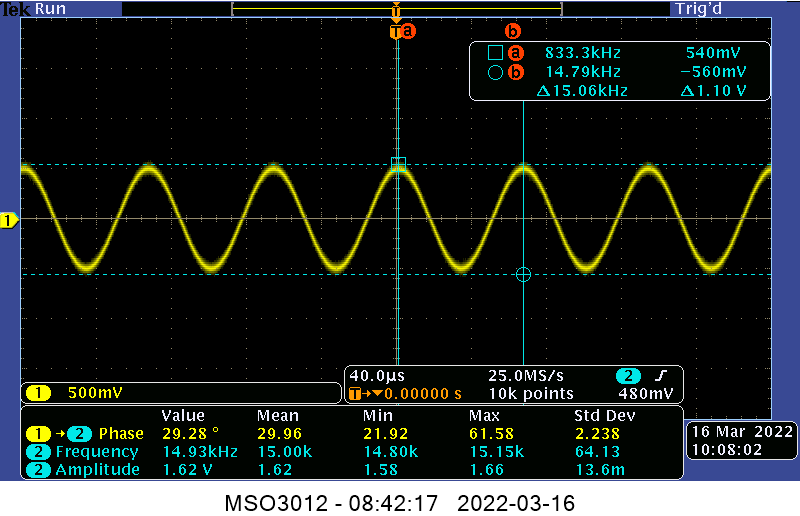 Tek Run Trig'd
T
T a b
a 833.3kHz 540mV
b 14.79kHz −560mV
Δ15.06kHz Δ1.10 V
1
40.0µs 25.0MS/s 2
1 500mV T→▼0.00000 s 10k points 480mV
Value Mean Min Max Std Dev
1 →2 Phase 29.28 ° 29.96 21.92 61.58 2.238
2 Frequency 14.93kHz 15.00k 14.80k 15.15k 64.13
2 Amplitude 1.62 V 1.62 1.58 1.66 13.6m
16 Mar 2022
10:08:02
MSO3012 - 08:42:17 2022-03-16